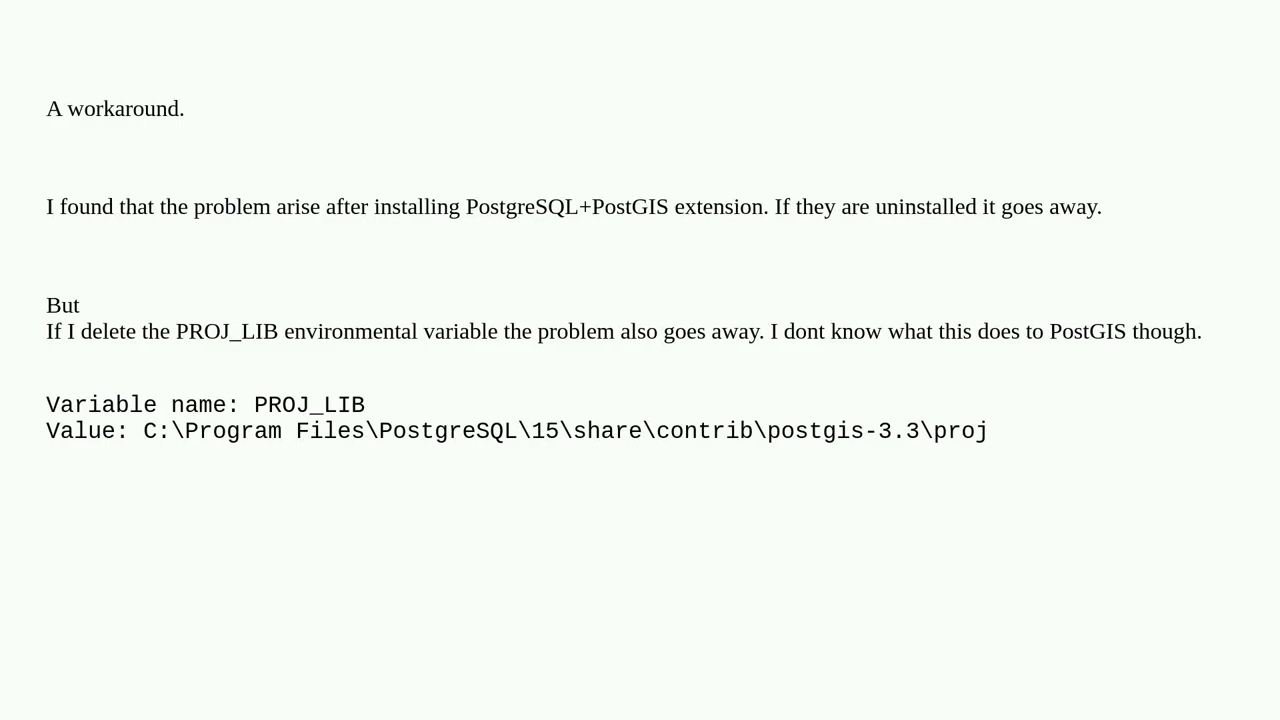 A workaround.
I found that the problem arise after installing PostgreSQL+PostGIS extension. If they are uninstalled it goes away.
But
If I delete the PROJ_LIB environmental variable the problem also goes away. I dont know what this does to PostGIS though.
Variable name: PROJ_LIB
Value: C:\Program Files\PostgreSQL\15\share\contrib\postgis-3.3\proj